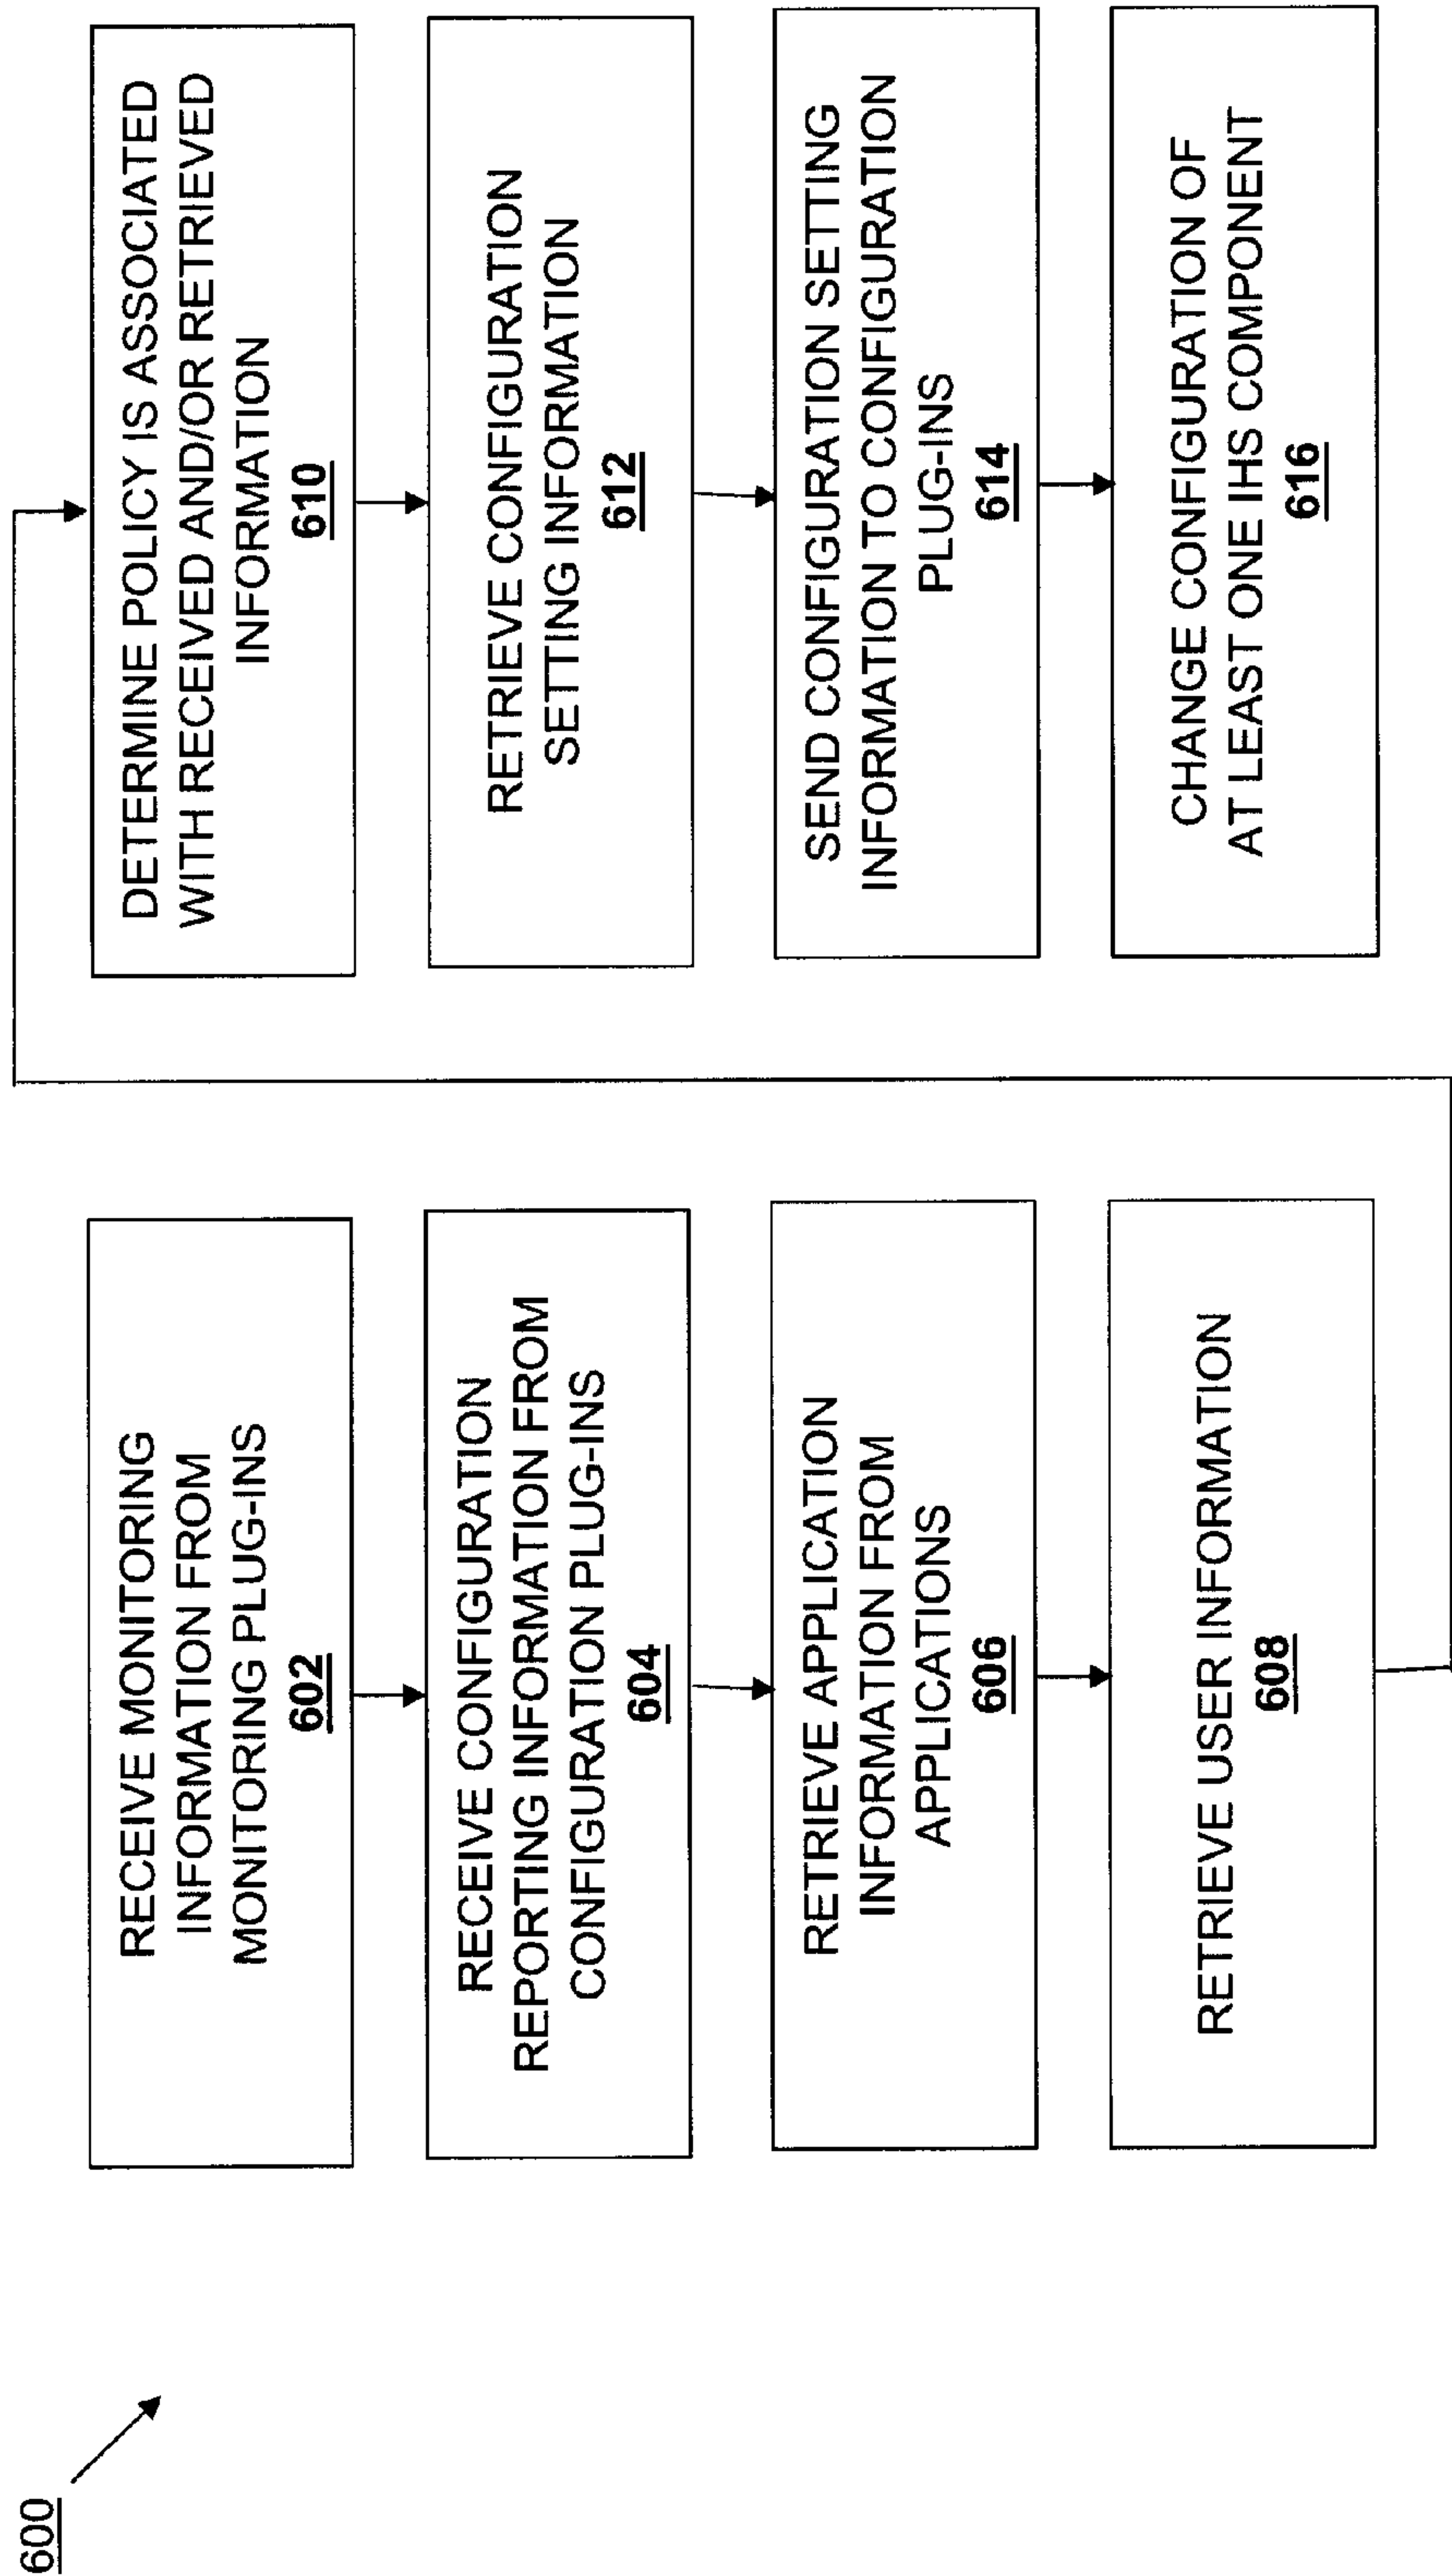 600
RECEIVE MONITORING
INFORMATION FROM
MONITORING PLUG-INS
602
RECEIVE CONFIGURATION
REPORTING INFORMATION FROM
CONFIGURATION PLUG-INS
604
RETRIEVE APPLICATION
INFORMATION FROM
APPLICATIONS
606
RETRIEVE USER INFORMATION
608
DETERMINE POLICY IS ASSOCIATED
WITH RECEIVED AND/OR RETRIEVED
INFORMATION
610
RETRIEVE CONFIGURATION
SETTING INFORMATION
612
SEND CONFIGURATION SETTING
INFORMATION TO CONFIGURATION
PLUG-INS
614
CHANGE CONFIGURATION OF
AT LEAST ONE IHS COMPONENT
616